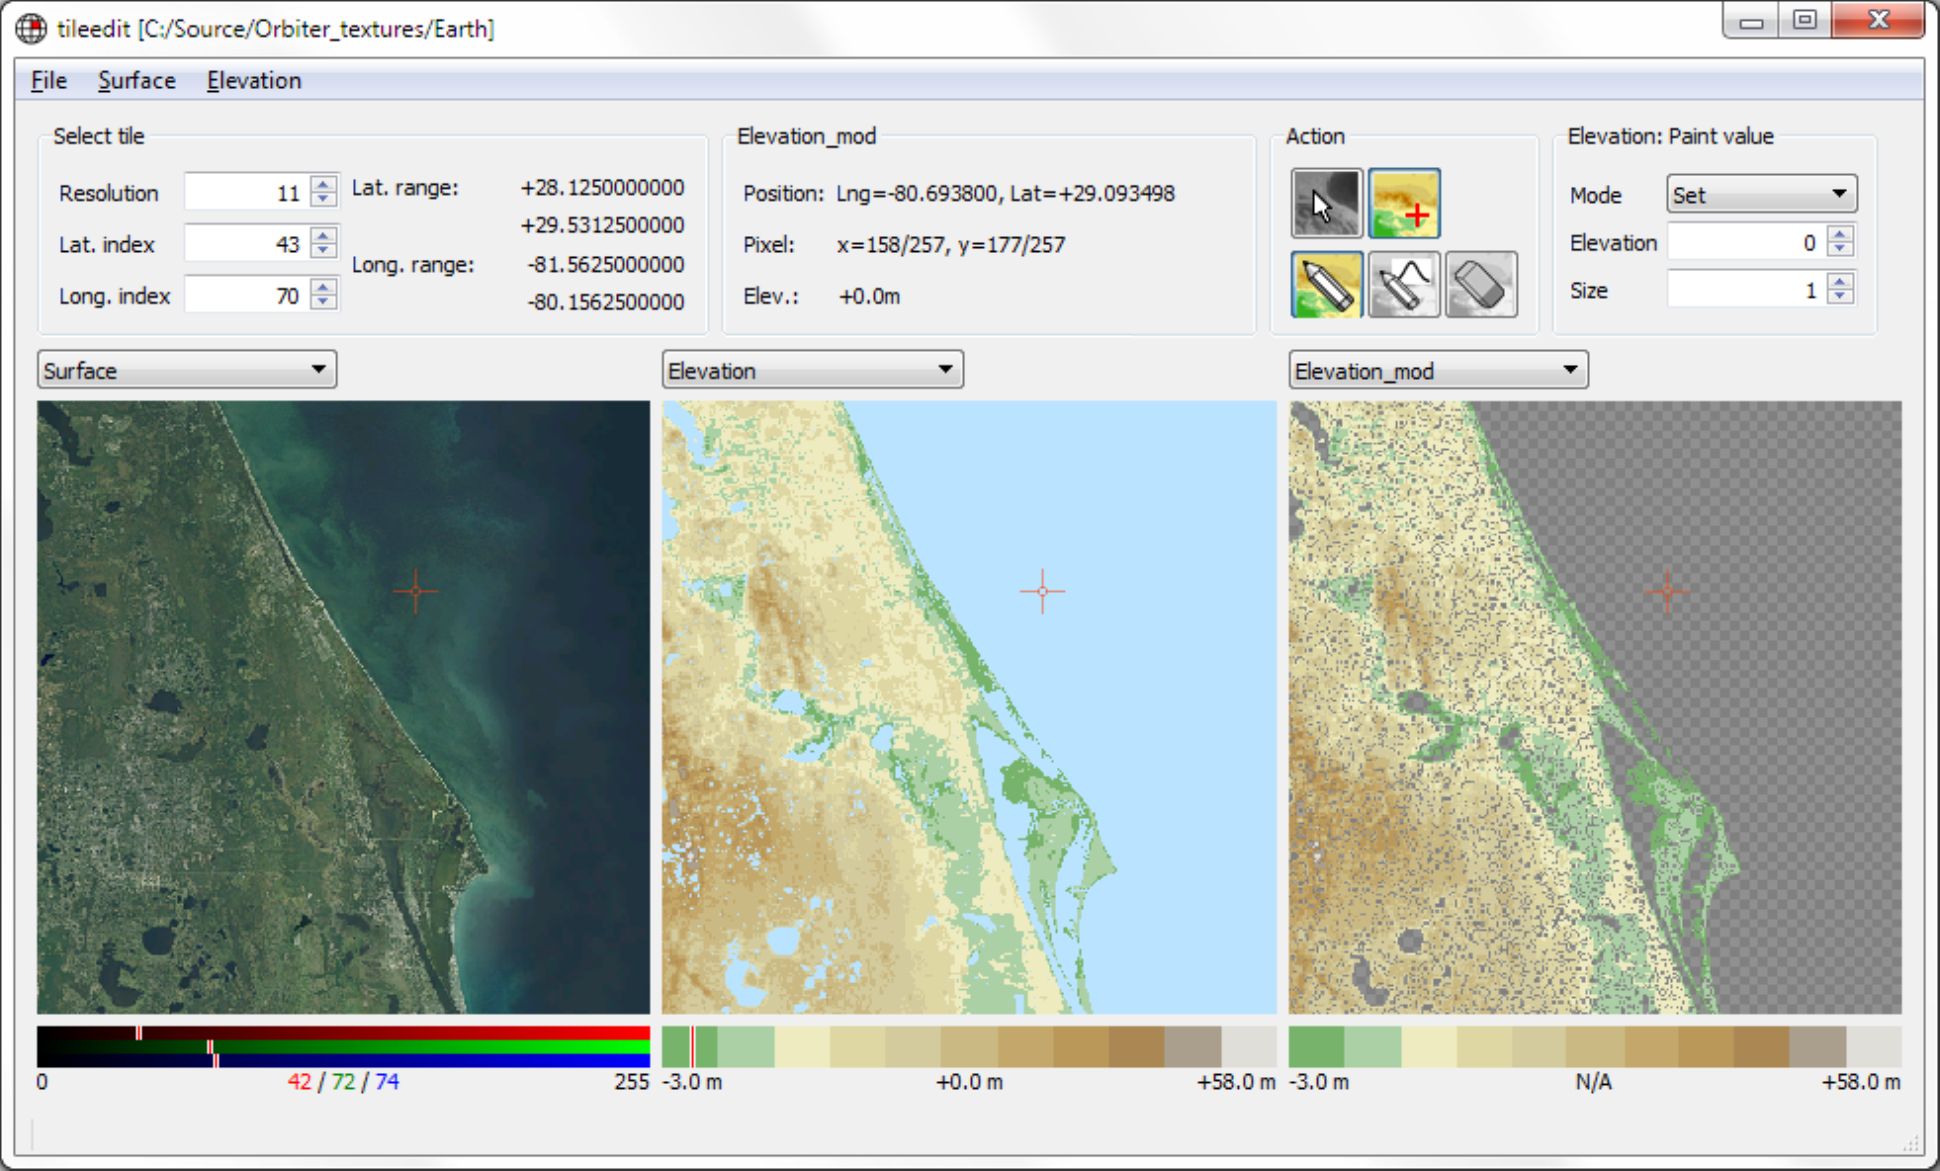 tileedit [C:/Source/Orbiter_textures/Earth]
File Surface Elevation
Select tile
Resolution 11
Lat. index 43
Long. index 70
Lat. range: +28.1250000000
+29.5312500000
Long. range: -81.5625000000
-80.1562500000
Elevation_mod
Position: Lng=-80.693800, Lat=+29.093498
Pixel: x=158/257, y=177/257
Elev.: +0.0m
Action
Elevation: Paint value
Mode Set
Elevation 0
Size 1
Surface
Elevation
Elevation_mod
0 42 / 72 / 74 255
-3.0 m +0.0 m +58.0 m
-3.0 m N/A +58.0 m